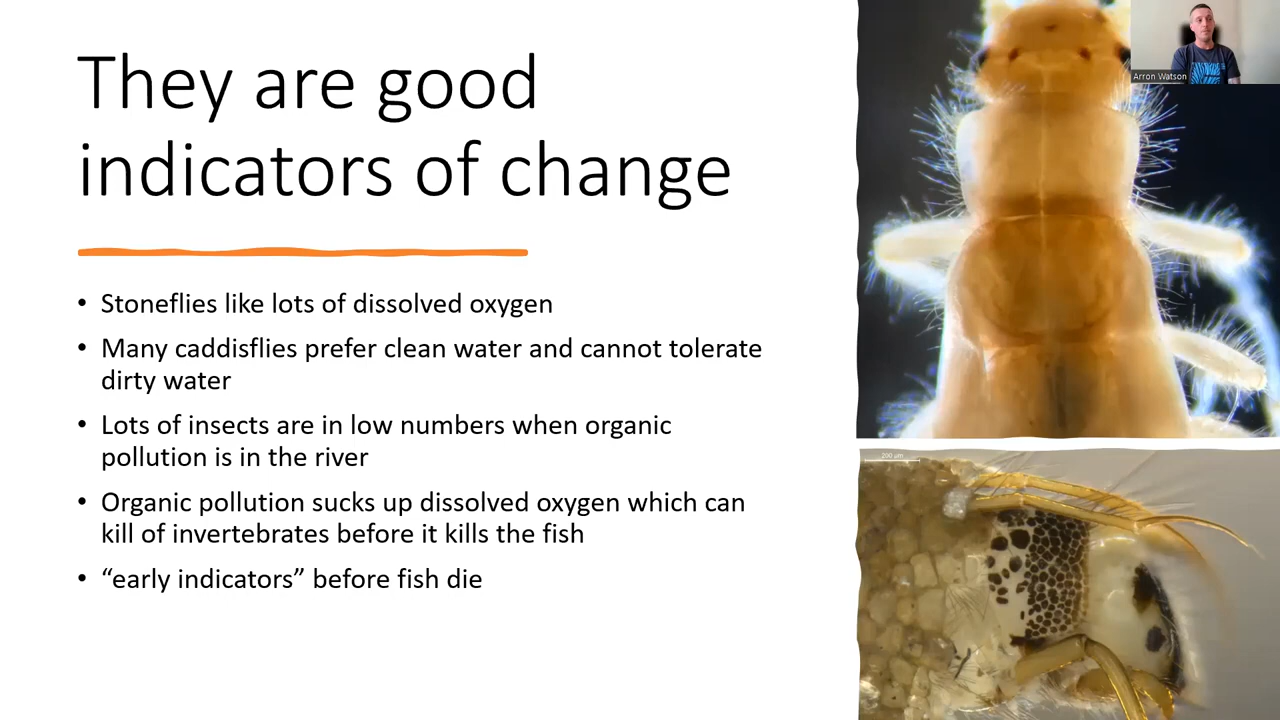 They are good
indicators of change
• Stoneflies like lots of dissolved oxygen
• Many caddisflies prefer clean water and cannot tolerate
dirty water
• Lots of insects are in low numbers when organic
pollution is in the river
• Organic pollution sucks up dissolved oxygen which can
kill of invertebrates before it kills the fish
• “early indicators” before fish die
Arron Watson
200 µm